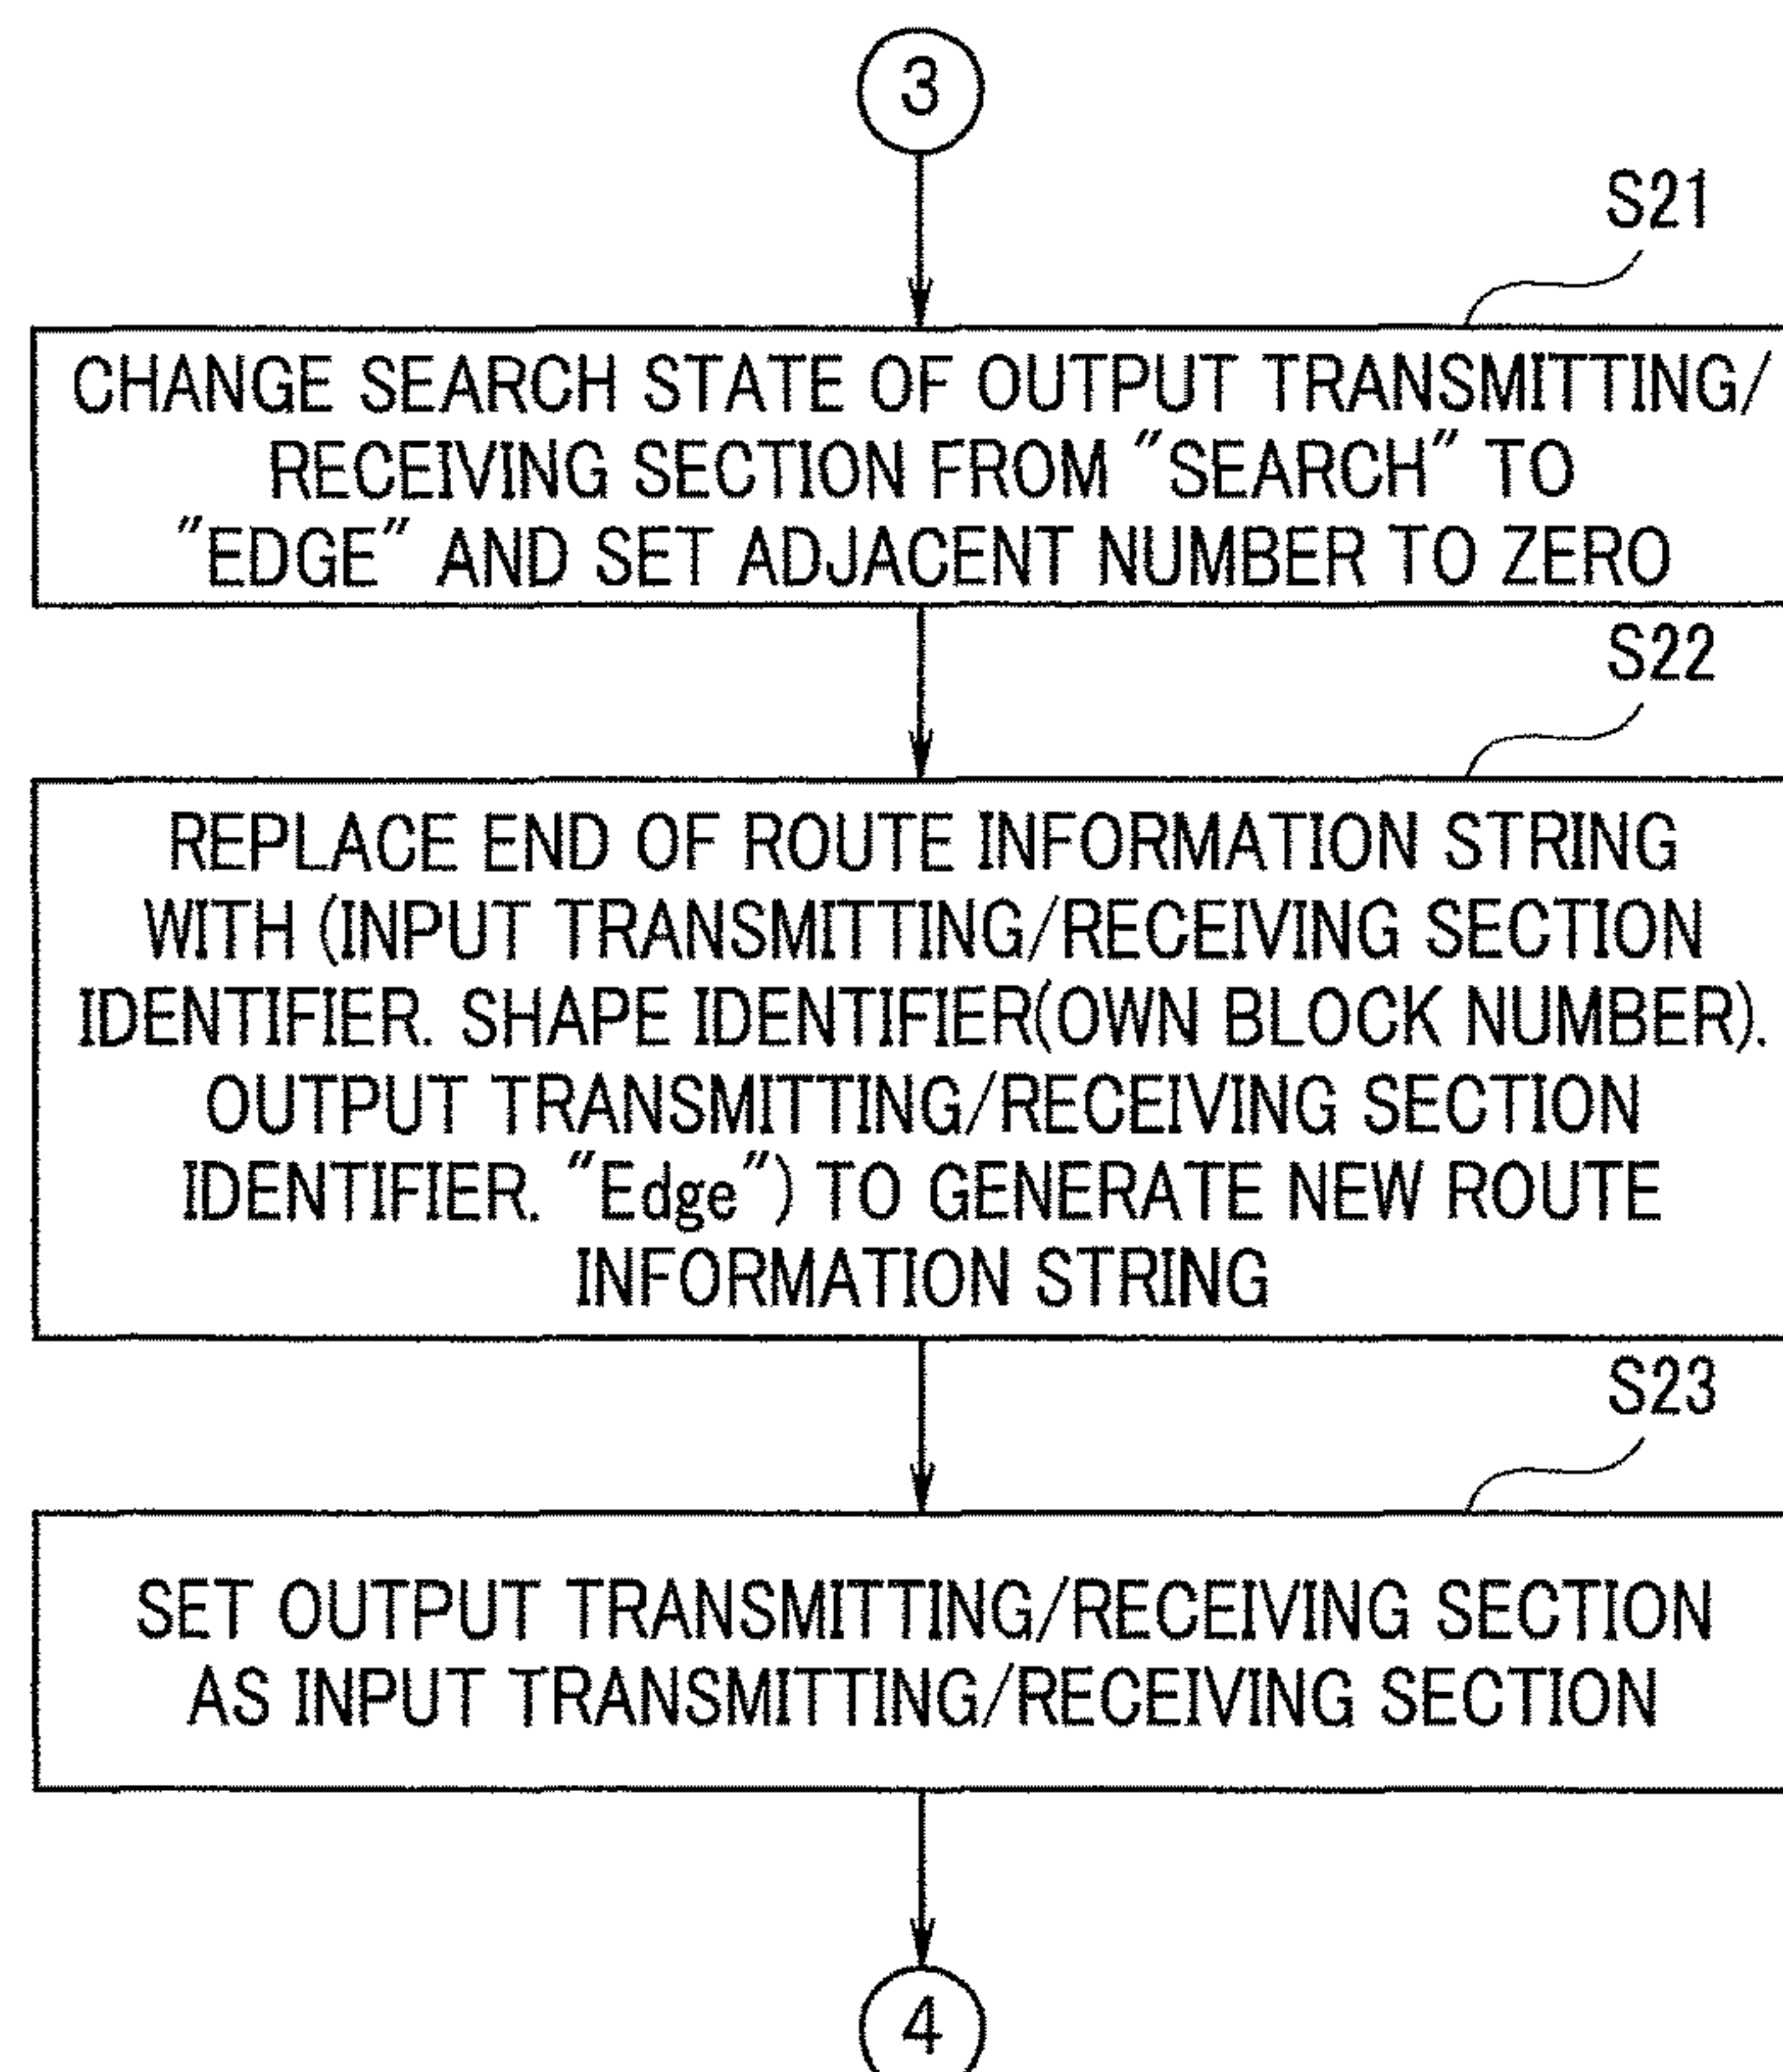 3
S21
CHANGE SEARCH STATE OF OUTPUT TRANSMITTING/
RECEIVING SECTION FROM "SEARCH" TO
"EDGE" AND SET ADJACENT NUMBER TO ZERO
S22
REPLACE END OF ROUTE INFORMATION STRING
WITH (INPUT TRANSMITTING/RECEIVING SECTION
IDENTIFIER. SHAPE IDENTIFIER(OWN BLOCK NUMBER).
OUTPUT TRANSMITTING/RECEIVING SECTION
IDENTIFIER. "Edge") TO GENERATE NEW ROUTE
INFORMATION STRING
S23
SET OUTPUT TRANSMITTING/RECEIVING SECTION
AS INPUT TRANSMITTING/RECEIVING SECTION
4